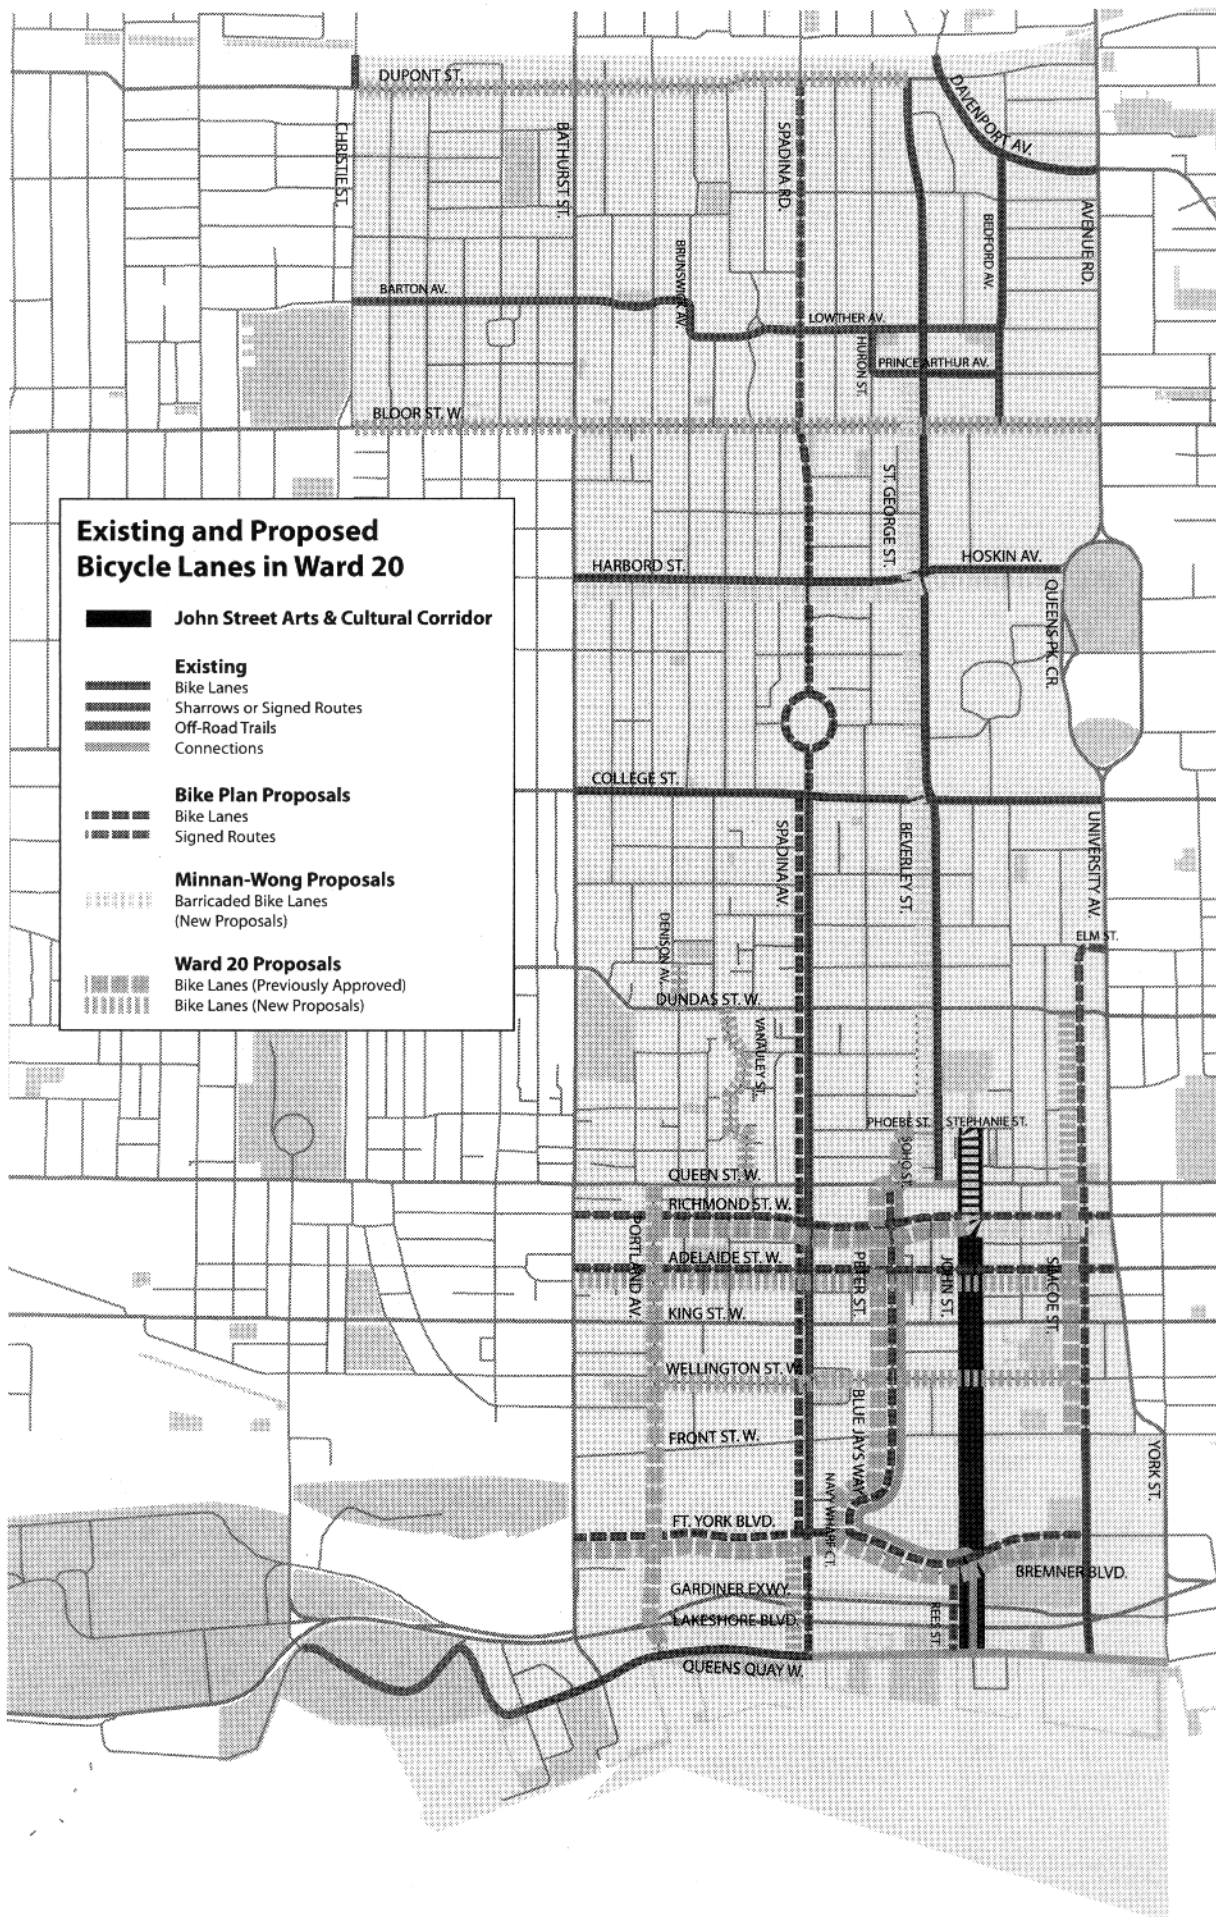 DUPONT ST.
DAVENPORT AV.
CHRISTIE ST.
BATHURST ST.
SPADINA RD.
BEDFORD AV.
AVENUE RD.
BRUNSWICK AV.
BARTON AV.
LOWTHER AV.
HURON ST.
PRINCE ARTHUR AV.
BLOOR ST. W.
ST. GEORGE ST.
Existing and Proposed
Bicycle Lanes in Ward 20
John Street Arts & Cultural Corridor
Existing
Bike Lanes
Sharrows or Signed Routes
Off-Road Trails
Connections
Bike Plan Proposals
Bike Lanes
Signed Routes
Minnan-Wong Proposals
Barricaded Bike Lanes
(New Proposals)
Ward 20 Proposals
Bike Lanes (Previously Approved)
Bike Lanes (New Proposals)
HARBORD ST.
HOSKIN AV.
QUEENS PK. CR.
COLLEGE ST.
SPADINA AV.
BEVERLEY ST.
UNIVERSITY AV.
DENISON AV.
ELM ST.
DUNDAS ST. W.
VANAULEY ST.
PHOEBE ST.
STEPHANIE ST.
SOHO ST.
QUEEN ST. W.
RICHMOND ST. W.
PORTLAND AV.
ADELAIDE ST. W.
PETER ST.
JOHN ST.
SIMCOE ST.
KING ST. W.
WELLINGTON ST. W.
BLUE JAYS WAY
FRONT ST. W.
YORK ST.
NAVY WHARF CT.
FT. YORK BLVD.
BREMNER BLVD.
GARDINER EXWY.
LAKESHORE BLVD.
REES ST.
QUEENS QUAY W.